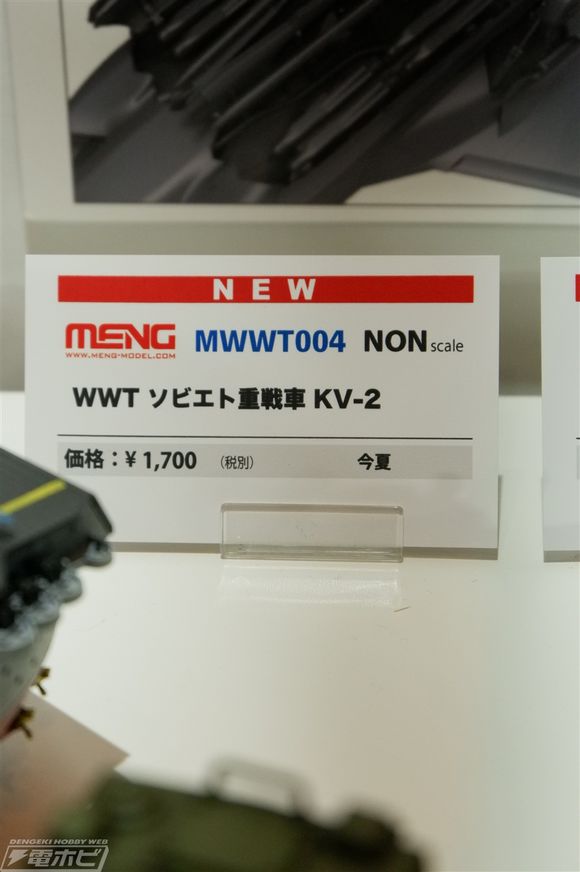 NEW
MENG MWWT004 NON scale
WWW.MENG-MODEL.COM
WWT ソビエト重戦車 KV-2
価格：¥1,700 （税別） 今夏
DENGEKI HOBBY WEB
電ホビ